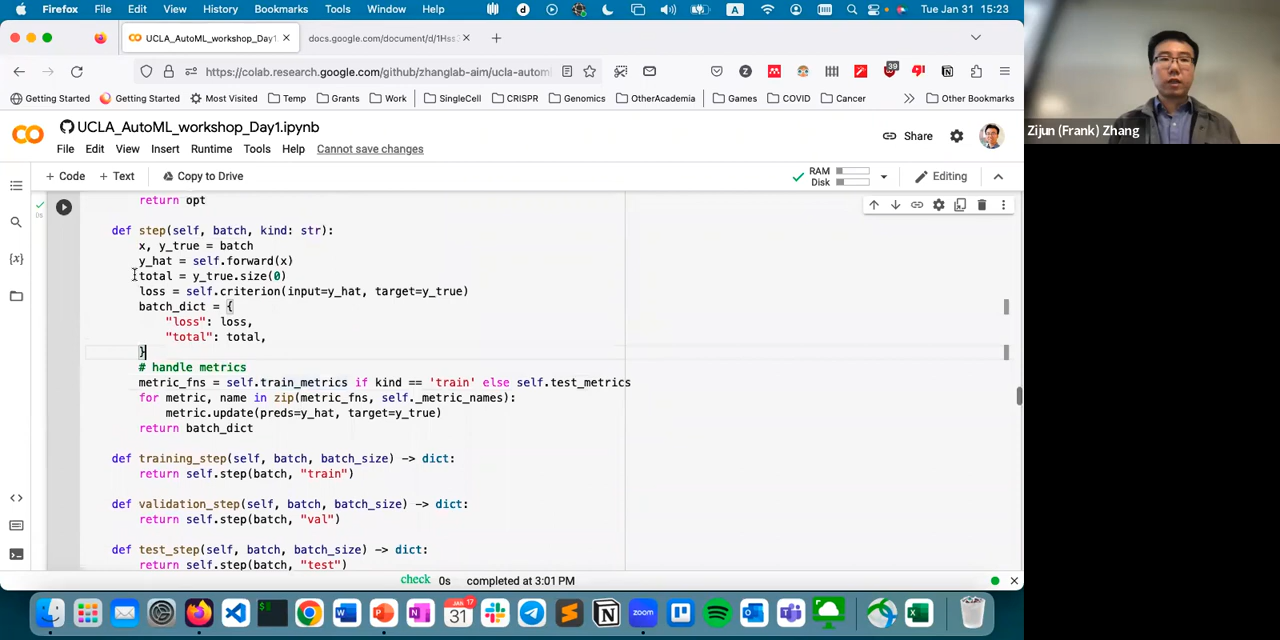 Firefox File Edit View History Bookmarks Tools Window Help
A Tue Jan 31 15:23
UCLA_AutoML_workshop_Day1
docs.google.com/document/d/1Hss
https://colab.research.google.com/github/zhanglab-aim/ucla-automl
39
Getting Started Getting Started Most Visited Temp Grants Work SingleCell CRISPR Genomics OtherAcademia Games COVID Cancer Other Bookmarks
Zijun (Frank) Zhang
UCLA_AutoML_workshop_Day1.ipynb
Share
File Edit View Insert Runtime Tools Help Cannot save changes
+ Code + Text Copy to Drive
RAM
Disk
Editing
return opt
0s
def step(self, batch, kind: str):
x, y_true = batch
y_hat = self.forward(x)
total = y_true.size(0)
loss = self.criterion(input=y_hat, target=y_true)
batch_dict = {
"loss": loss,
"total": total,
}
# handle metrics
metric_fns = self.train_metrics if kind == 'train' else self.test_metrics
for metric, name in zip(metric_fns, self._metric_names):
metric.update(preds=y_hat, target=y_true)
return batch_dict
def training_step(self, batch, batch_size) -> dict:
return self.step(batch, "train")
def validation_step(self, batch, batch_size) -> dict:
return self.step(batch, "val")
def test_step(self, batch, batch_size) -> dict:
return self.step(batch, "test")
check 0s completed at 3:01 PM
JAN 17
31
zoom